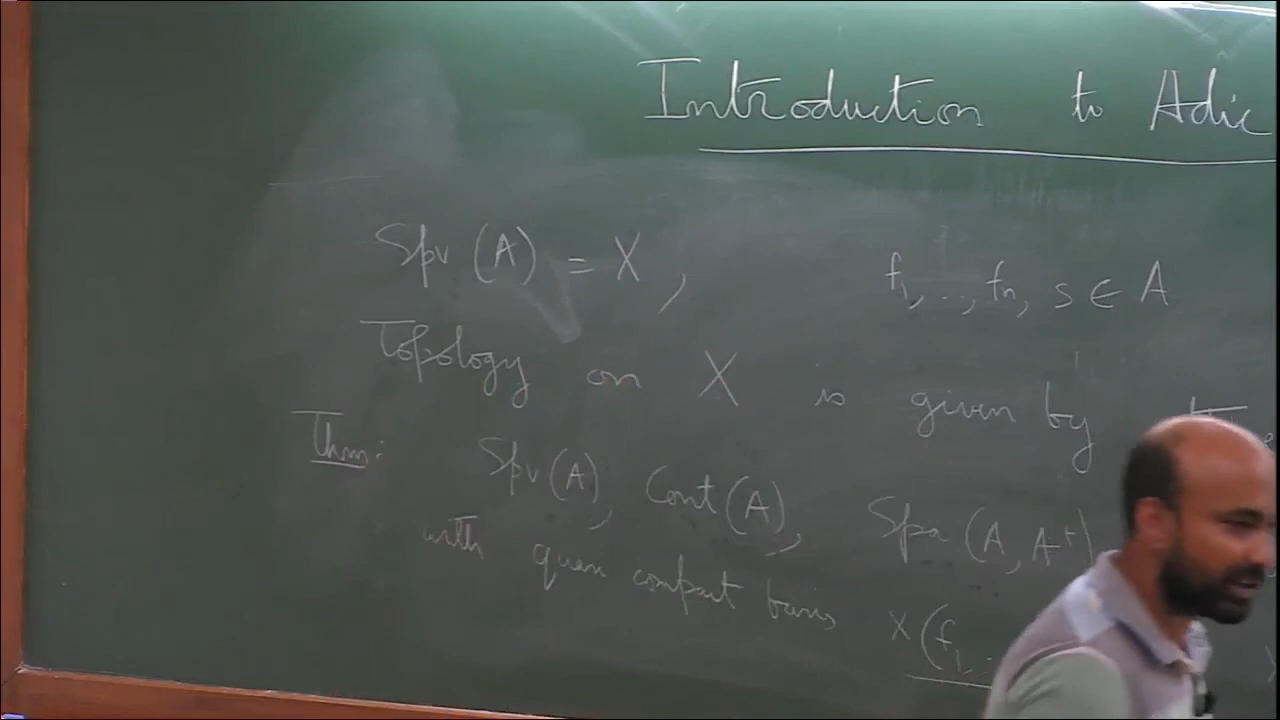 Introduction to Adic
Spv (A) = X , f₁, .., fₙ, s ∈ A
Topology on X is given by
Thm: Spv(A), Cont(A), Spa(A, A⁺)
with quasi compact basis X(f₁, .